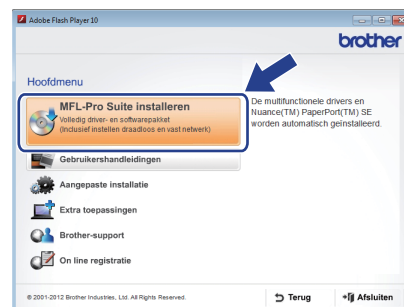 Adobe Flash Player 10
brother
Hoofdmenu
MFL-Pro Suite installeren
Volledig driver- en softwarepakket
(Inclusief instellen draadloos en vast netwerk)
De multifunctionele drivers en
Nuance(TM) PaperPort(TM) SE
worden automatisch geïnstalleerd.
Gebruikershandleidingen
Aangepaste installatie
Extra toepassingen
Brother-support
On line registratie
© 2001-2012 Brother Industries, Ltd. All Rights Reserved.
Terug
Afsluiten